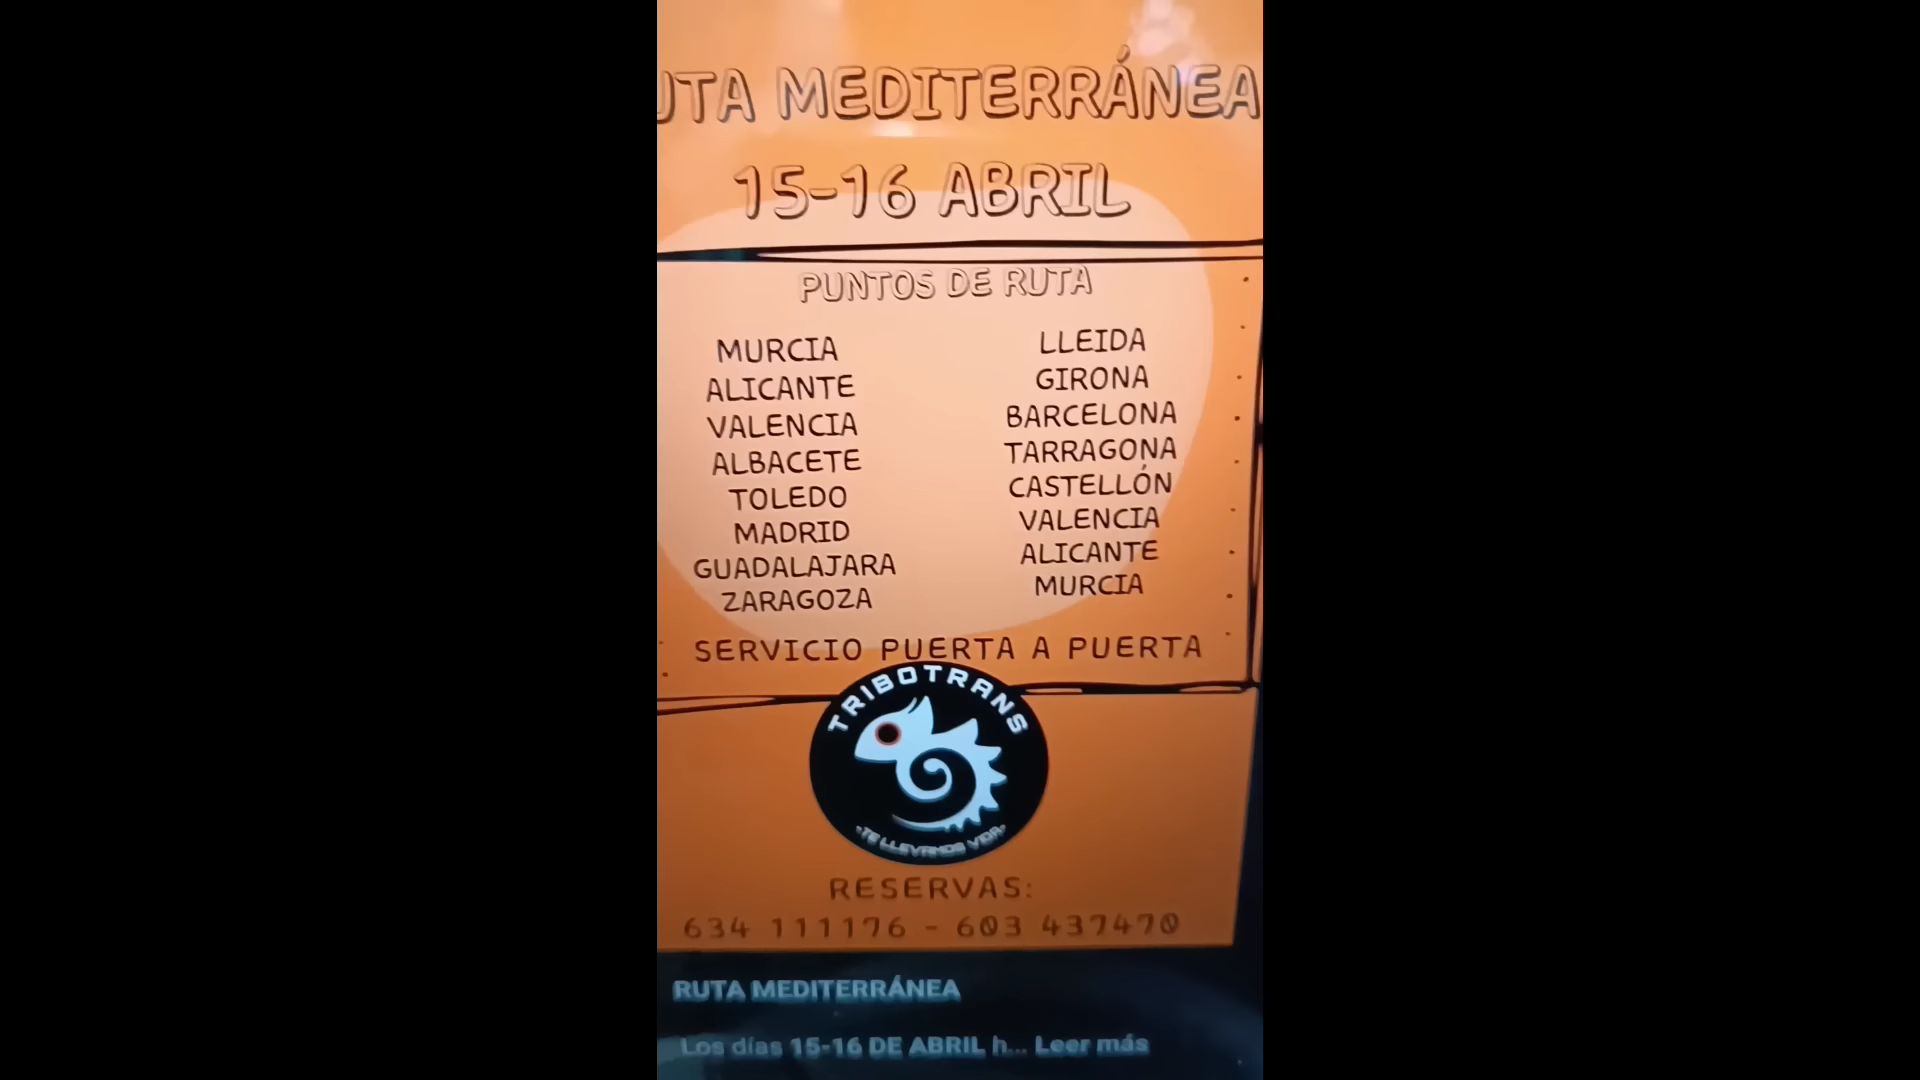 UTA MEDITERRÁNEA
15-16 ABRIL
PUNTOS DE RUTA
MURCIA
ALICANTE
VALENCIA
ALBACETE
TOLEDO
MADRID
GUADALAJARA
ZARAGOZA
LLEIDA
GIRONA
BARCELONA
TARRAGONA
CASTELLÓN
VALENCIA
ALICANTE
MURCIA
SERVICIO PUERTA A PUERTA
TRIBOTRANS
·TE LLEVAMOS VIDA·
RESERVAS:
634 111176 - 603 437470
RUTA MEDITERRÁNEA
Los días 15-16 DE ABRIL h... Leer más